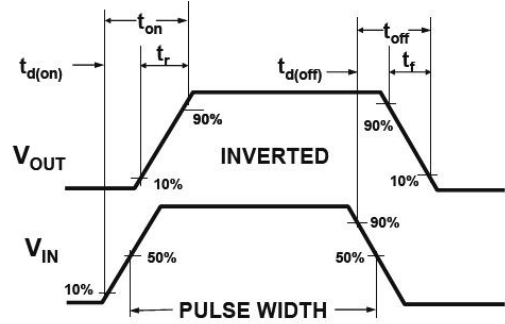 t_on
t_off
t_d(on)
t_r
t_d(off)
t_f
90%
90%
V_OUT
INVERTED
10%
10%
90%
V_IN
50%
50%
10%
PULSE WIDTH